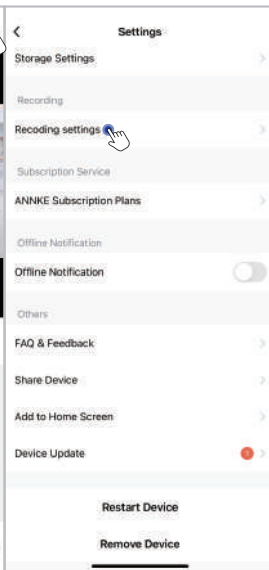 Settings
Storage Settings
Recording
Recoding settings
Subscription Service
ANNKE Subscription Plans
Offline Notification
Offline Notification
Others
FAQ & Feedback
Share Device
Add to Home Screen
Device Update
Restart Device
Remove Device